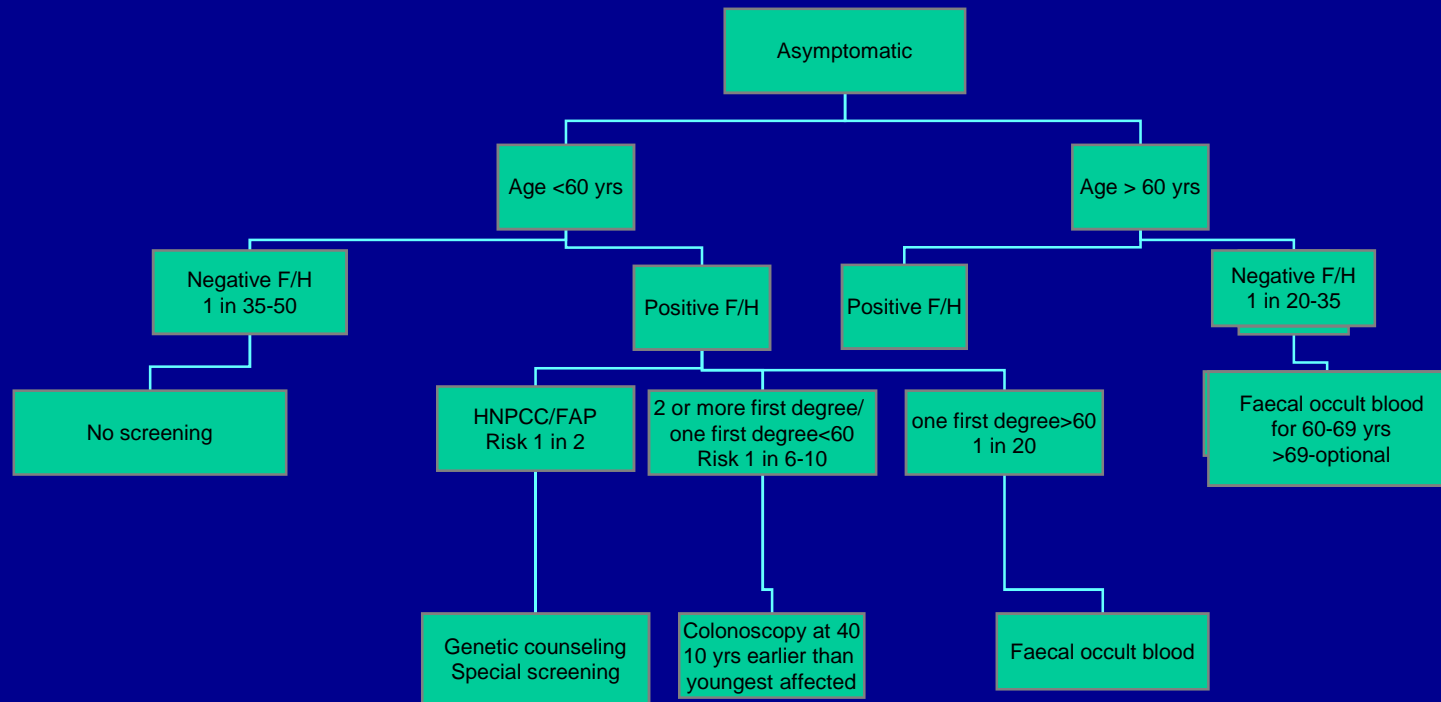 Asymptomatic
Age <60 yrs
Age > 60 yrs
Negative F/H
1 in 35-50
Positive F/H
Positive F/H
Negative F/H
1 in 20-35
No screening
HNPCC/FAP
Risk 1 in 2
2 or more first degree/
one first degree<60
Risk 1 in 6-10
one first degree>60
1 in 20
Faecal occult blood
for 60-69 yrs
>69-optional
Genetic counseling
Special screening
Colonoscopy at 40
10 yrs earlier than
youngest affected
Faecal occult blood